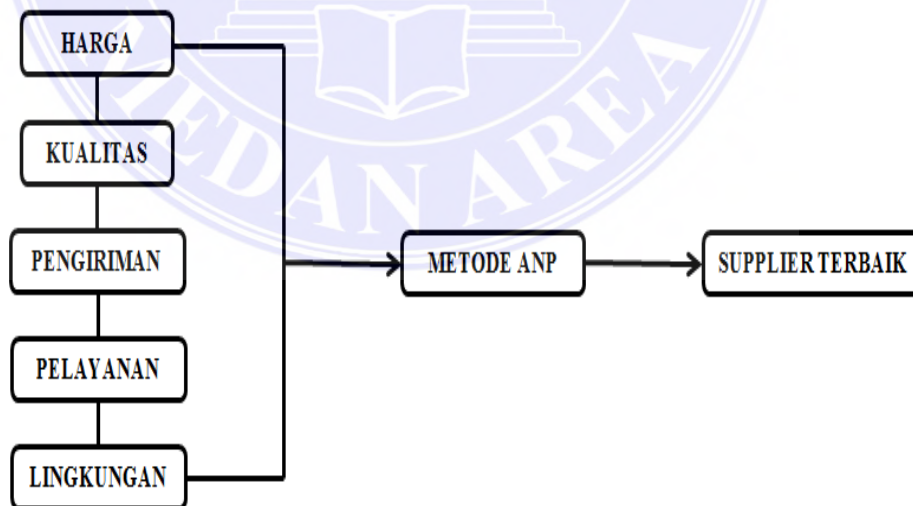 HARGA
KUALITAS
PENGIRIMAN
PELAYANAN
LINGKUNGAN
METODE ANP
SUPPLIER TERBAIK
MEDAN AREA